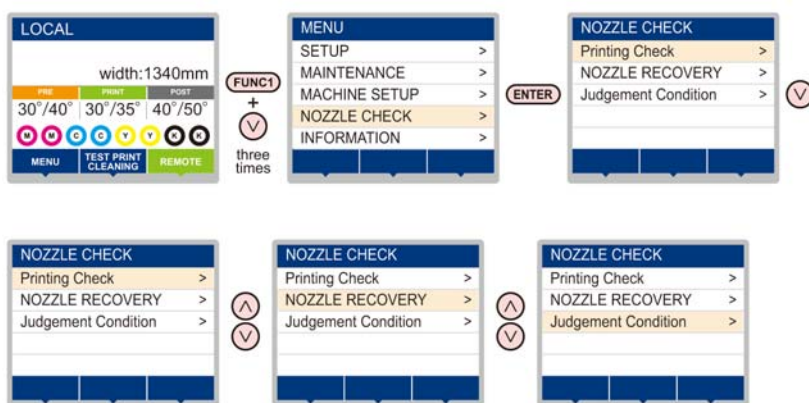 LOCAL
width:1340mm
PRE PRINT POST
30°/40° 30°/35° 40°/50°
M M C C Y Y K K
MENU TEST PRINT CLEANING REMOTE
FUNC1
+
three
times
MENU
SETUP >
MAINTENANCE >
MACHINE SETUP >
NOZZLE CHECK >
INFORMATION >
ENTER
NOZZLE CHECK
Printing Check >
NOZZLE RECOVERY >
Judgement Condition >
NOZZLE CHECK
Printing Check >
NOZZLE RECOVERY >
Judgement Condition >
NOZZLE CHECK
Printing Check >
NOZZLE RECOVERY >
Judgement Condition >
NOZZLE CHECK
Printing Check >
NOZZLE RECOVERY >
Judgement Condition >